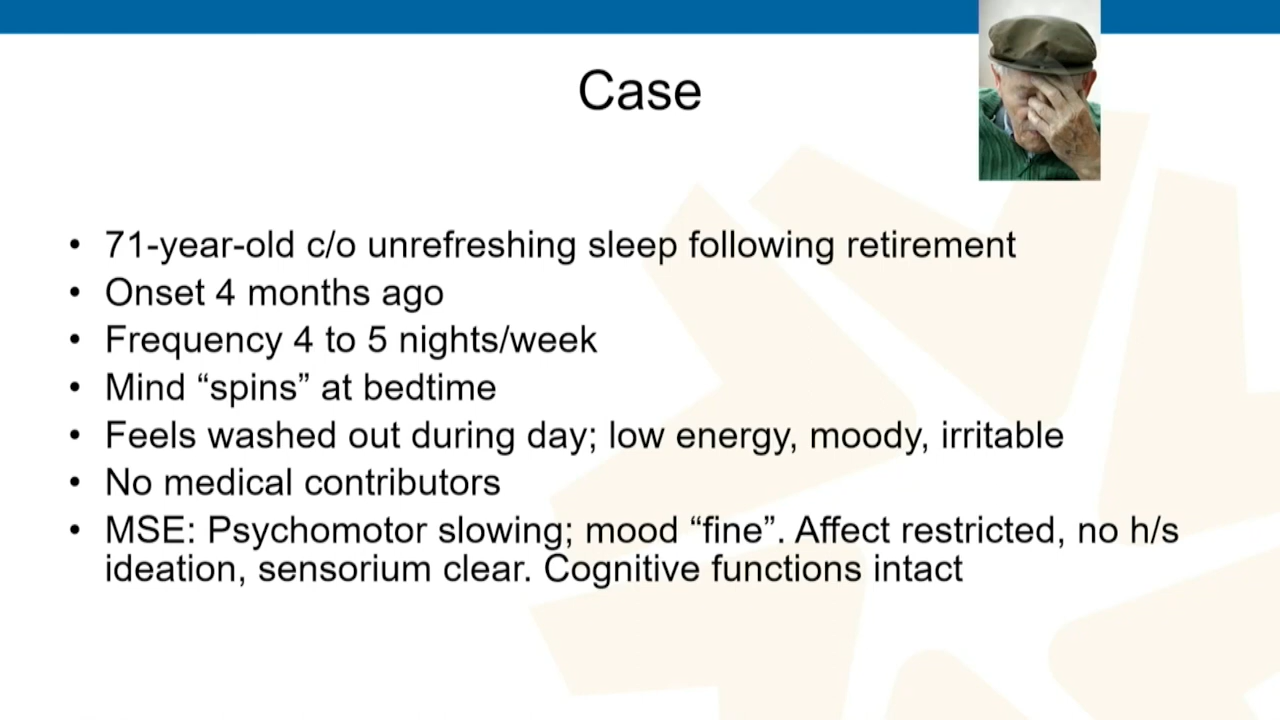 Case
• 71-year-old c/o unrefreshing sleep following retirement
• Onset 4 months ago
• Frequency 4 to 5 nights/week
• Mind “spins” at bedtime
• Feels washed out during day; low energy, moody, irritable
• No medical contributors
• MSE: Psychomotor slowing; mood “fine”. Affect restricted, no h/s
ideation, sensorium clear. Cognitive functions intact